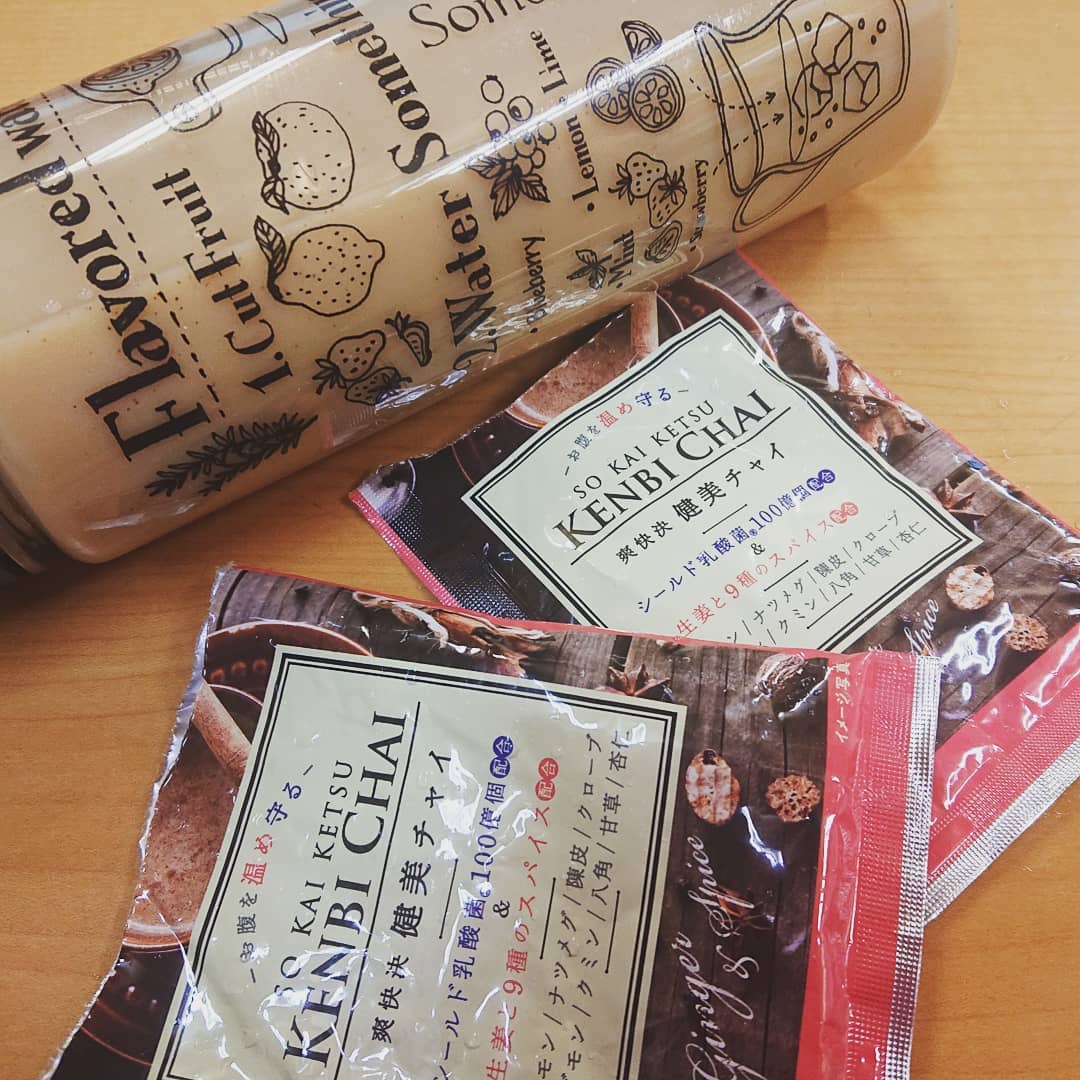 Flavored
1.Cut Fruit
2.Water
• Blueberry
• Lemon
Lime
• Mint
お腹を温め守る、
SO KAI KETSU
KENBI CHAI
爽快決 健美チャイ
シールド乳酸菌®100億個配合
&
生姜と9種のスパイス配合
ン/ナツメグ/陳皮/クローブ
/クミン/八角/甘草/杏仁
Spice
お腹を温め守る、
SO KAI KETSU
KENBI CHAI
爽快決 健美チャイ
シールド乳酸菌®100億個配合
&
生姜と9種のスパイス配合
モン/ナツメグ/陳皮/クローブ
ダモン/クミン/八角/甘草/杏仁
Ginger
& Spice
イメージ写真